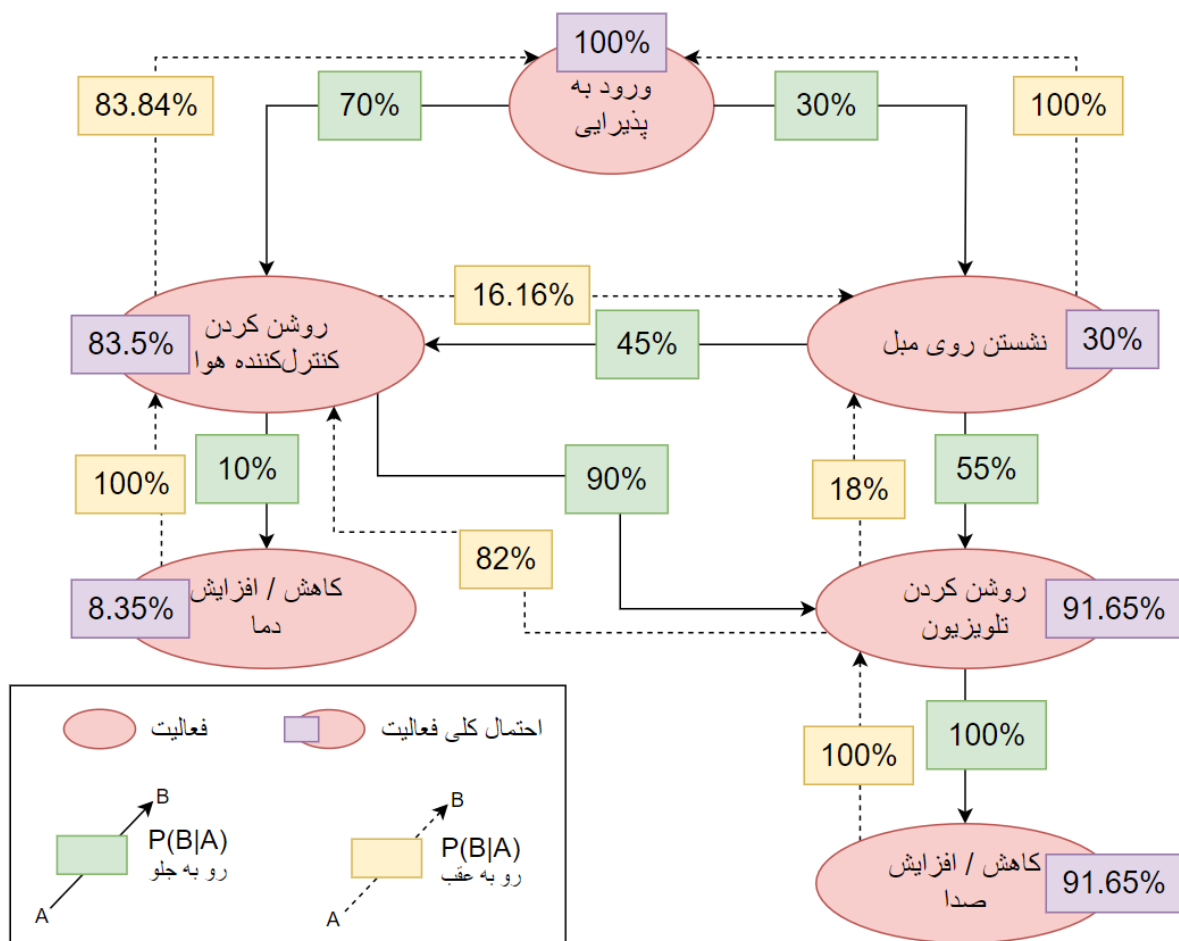 100%
ورود به
پذیرایی
83.84%
70%
30%
100%
16.16%
روشن کردن
کنترل‌کننده هوا
83.5%
45%
نشستن روی مبل
30%
100%
10%
90%
18%
55%
82%
کاهش / افزایش
دما
8.35%
روشن کردن
تلویزیون
91.65%
100%
100%
کاهش / افزایش
صدا
91.65%
فعالیت
احتمال کلی فعالیت
B
P(B|A)
رو به جلو
A
B
P(B|A)
رو به عقب
A